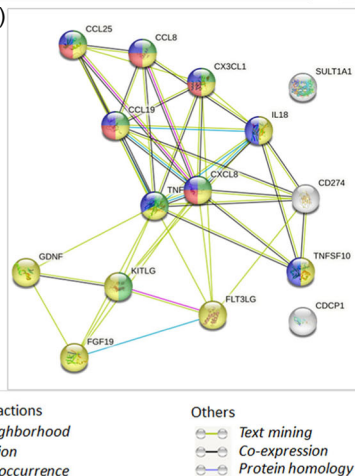 )
CCL25
CCL8
CX3CL1
SULT1A1
CCL19
IL18
TNF
CXCL8
CD274
GDNF
KITLG
TNFSF10
FLT3LG
CDCP1
FGF19
actions
Others
ghborhood
Text mining
ion
Co-expression
occurrence
Protein homology